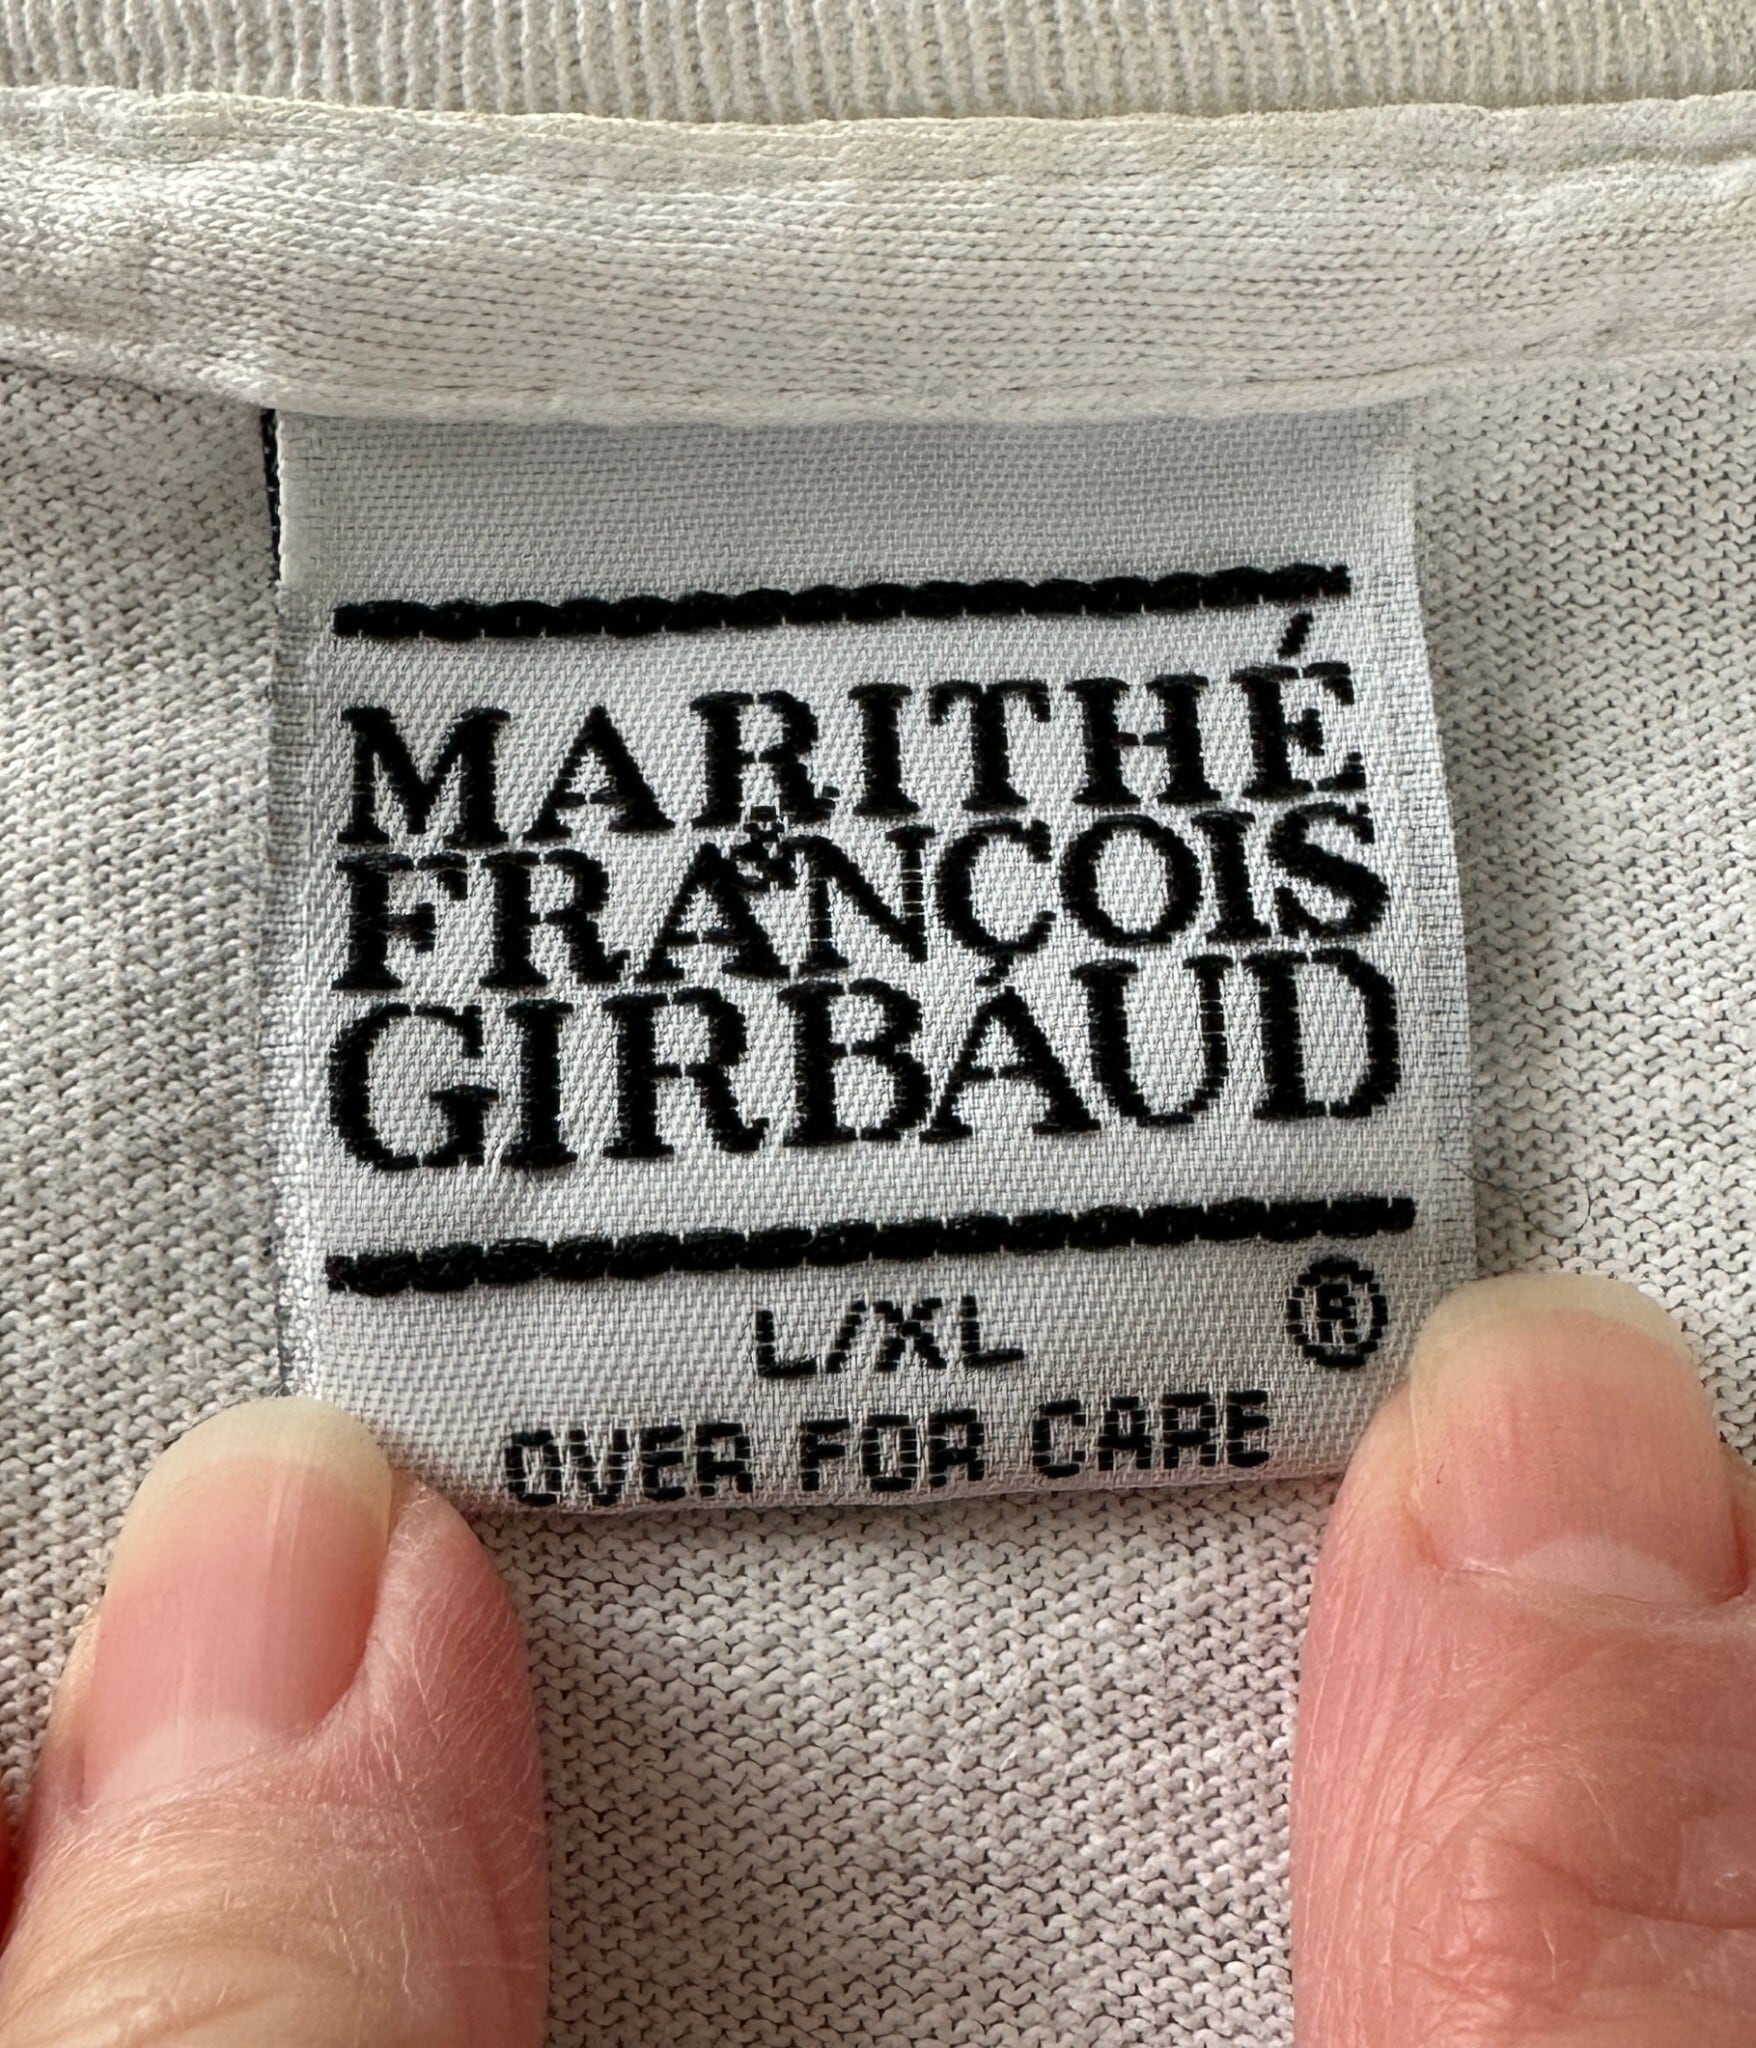 MARITHÉ
&
FRANÇOIS
GIRBAUD
L/XL ®
OVER FOR CARE